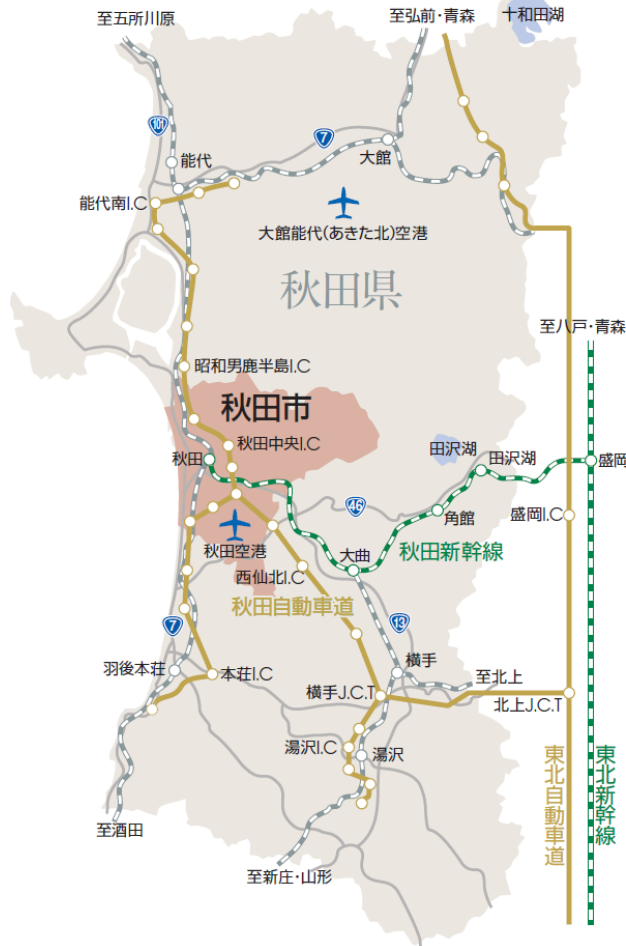 至五所川原
至弘前・青森
十和田湖
101
7
能代
大館
能代南I.C
大館能代(あきた北)空港
秋田県
至八戸・青森
昭和男鹿半島I.C
秋田市
秋田中央I.C
秋田
田沢湖
田沢湖
盛岡
46
角館
盛岡I.C
秋田空港
大曲
秋田新幹線
西仙北I.C
秋田自動車道
7
13
羽後本荘
本荘I.C
横手
至北上
横手J.C.T
北上J.C.T
湯沢I.C
湯沢
東北自動車道
東北新幹線
至酒田
至新庄・山形